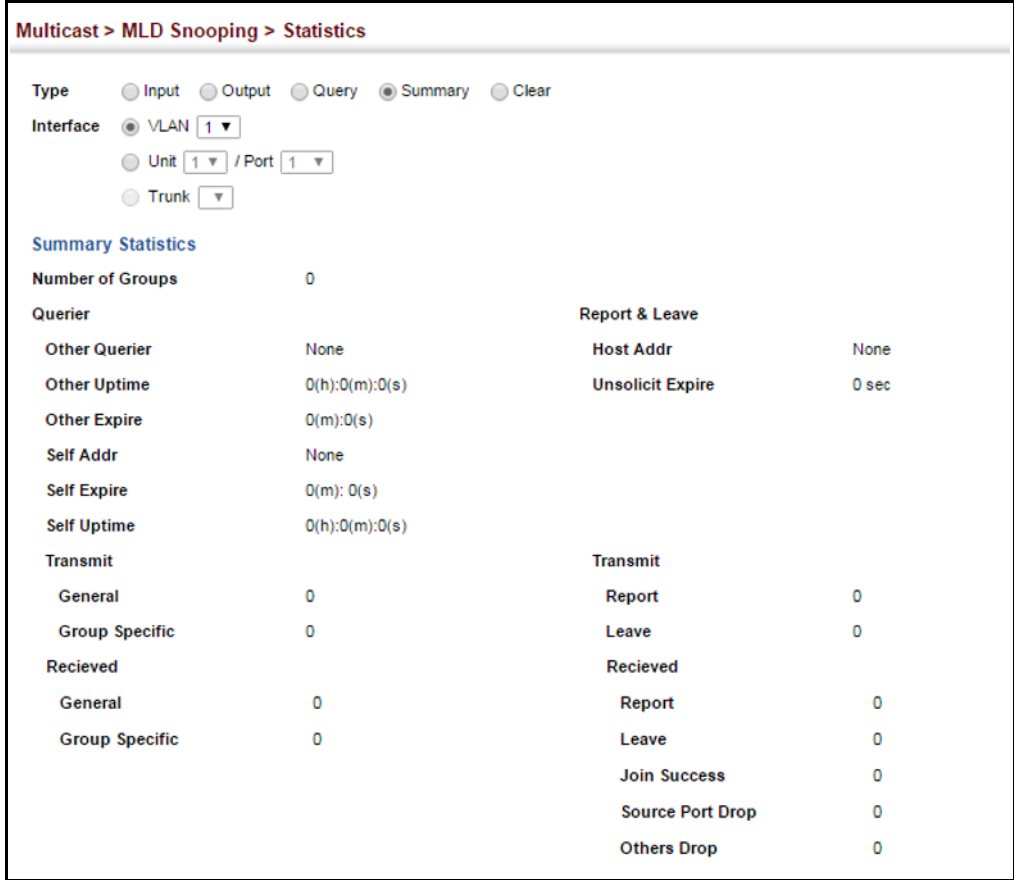 Multicast > MLD Snooping > Statistics
Type Input Output Query Summary Clear
Interface VLAN 1
Unit 1 / Port 1
Trunk
Summary Statistics
Number of Groups 0
Querier Report & Leave
Other Querier None Host Addr None
Other Uptime 0(h):0(m):0(s) Unsolicit Expire 0 sec
Other Expire 0(m):0(s)
Self Addr None
Self Expire 0(m): 0(s)
Self Uptime 0(h):0(m):0(s)
Transmit Transmit
General 0 Report 0
Group Specific 0 Leave 0
Recieved Recieved
General 0 Report 0
Group Specific 0 Leave 0
Join Success 0
Source Port Drop 0
Others Drop 0